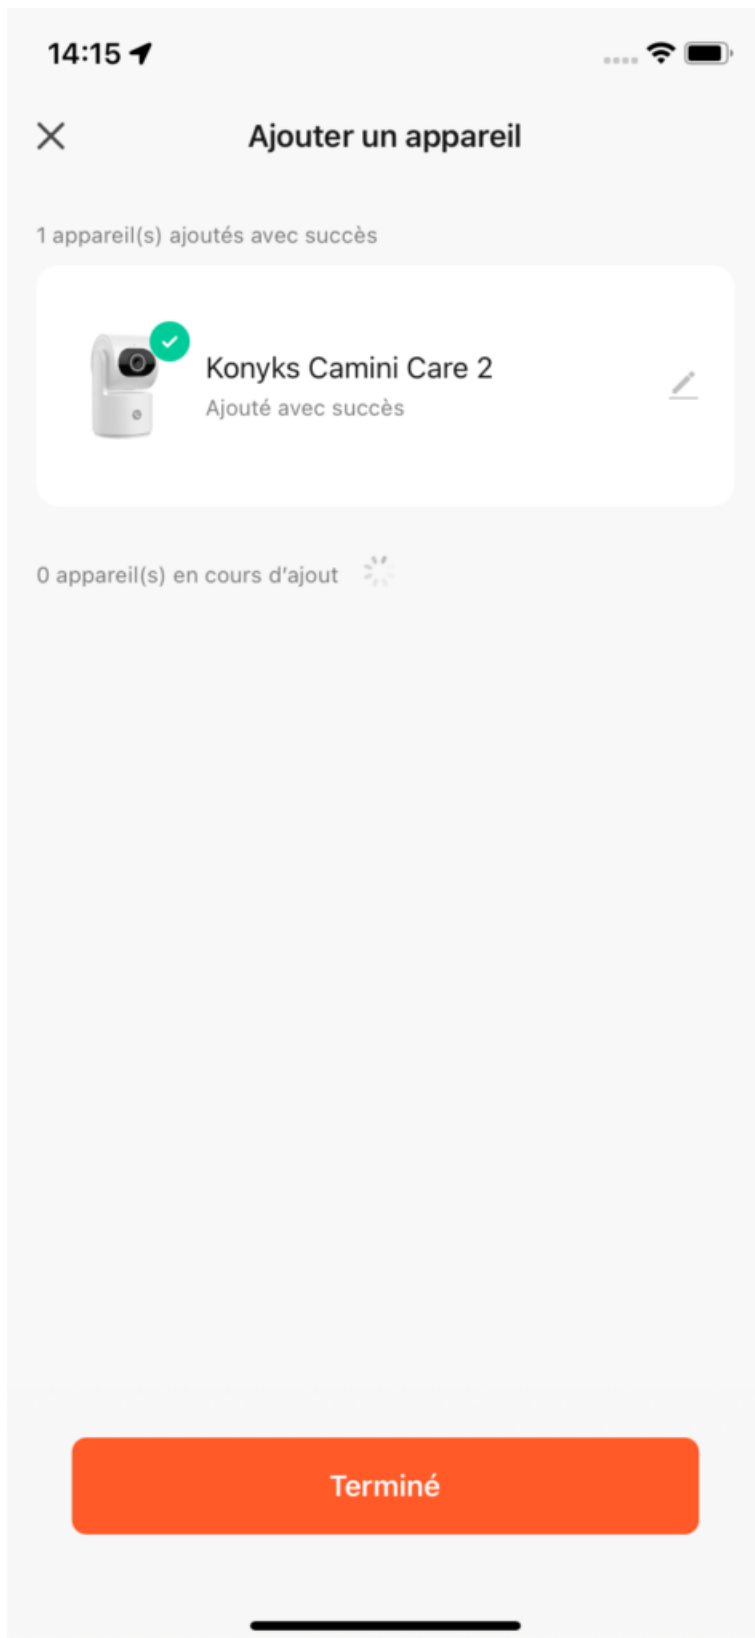 14:15
Ajouter un appareil
1 appareil(s) ajoutés avec succès
Konyks Camini Care 2
Ajouté avec succès
0 appareil(s) en cours d'ajout
Terminé